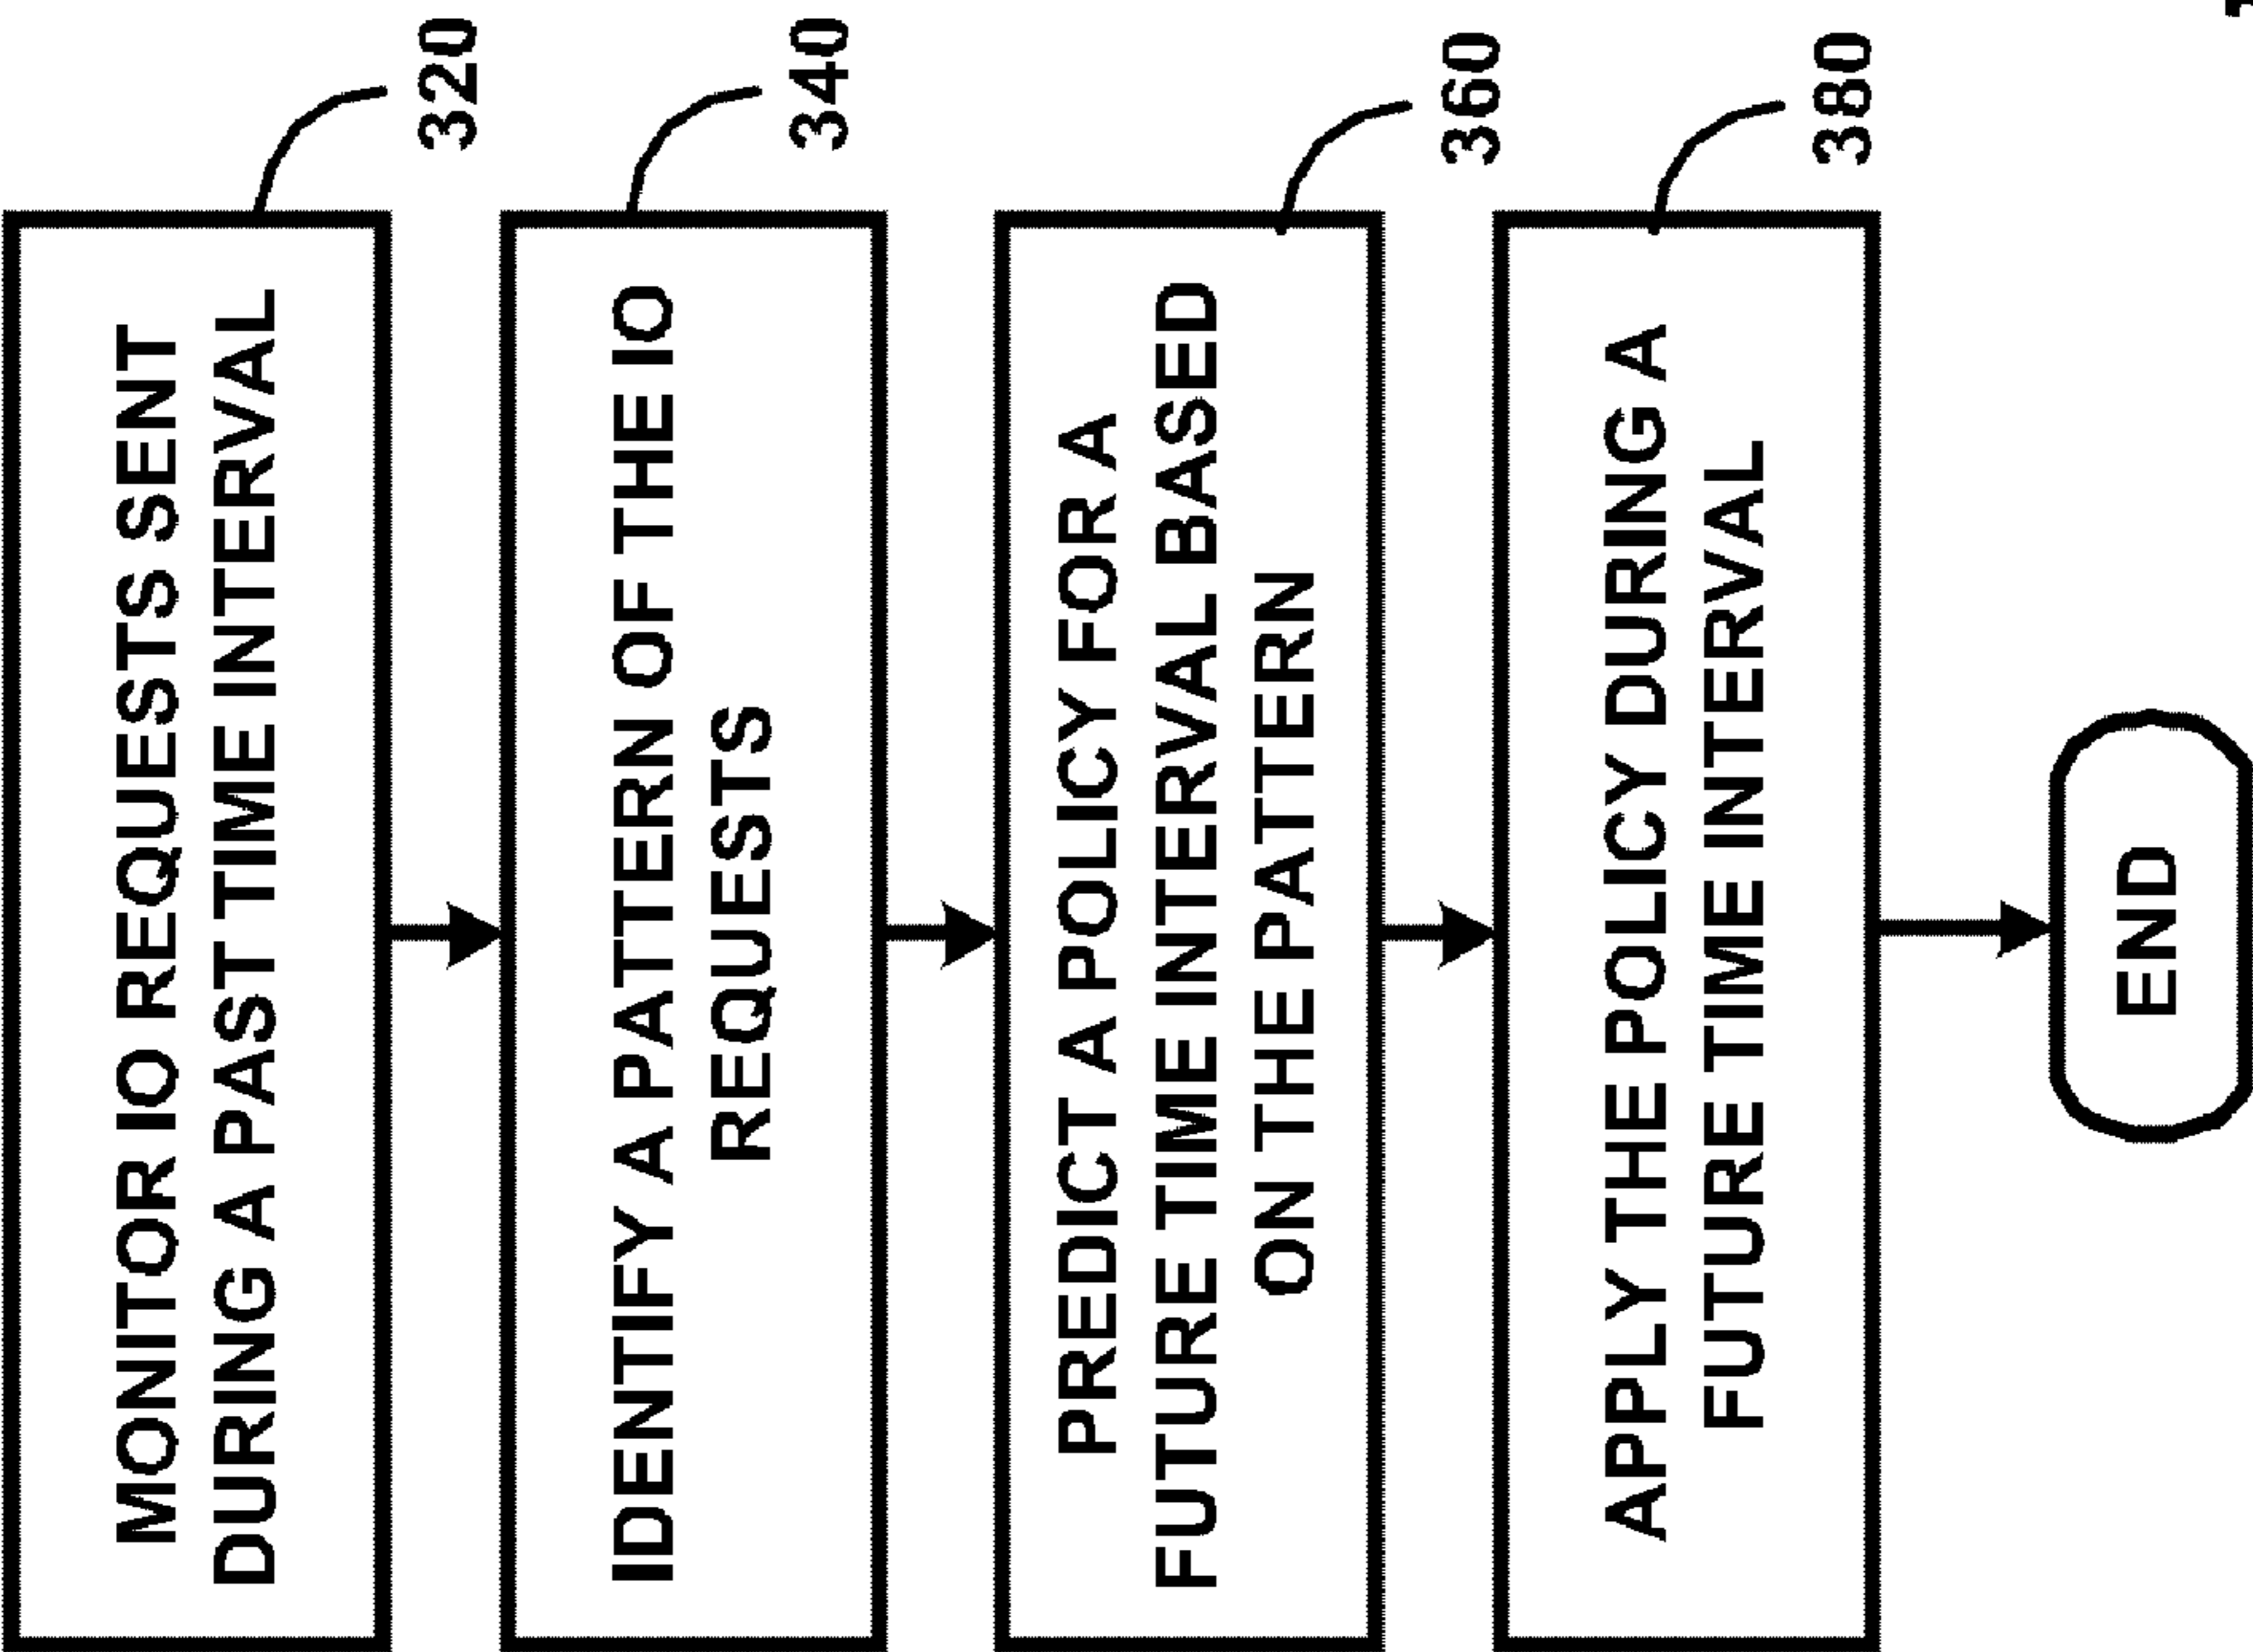 MONITOR IO REQUESTS SENT
DURING A PAST TIME INTERVAL
320
IDENTIFY A PATTERN OF THE IO
REQUESTS
340
PREDICT A POLICY FOR A
FUTURE TIME INTERVAL BASED
ON THE PATTERN
360
APPLY THE POLICY DURING A
FUTURE TIME INTERVAL
380
END